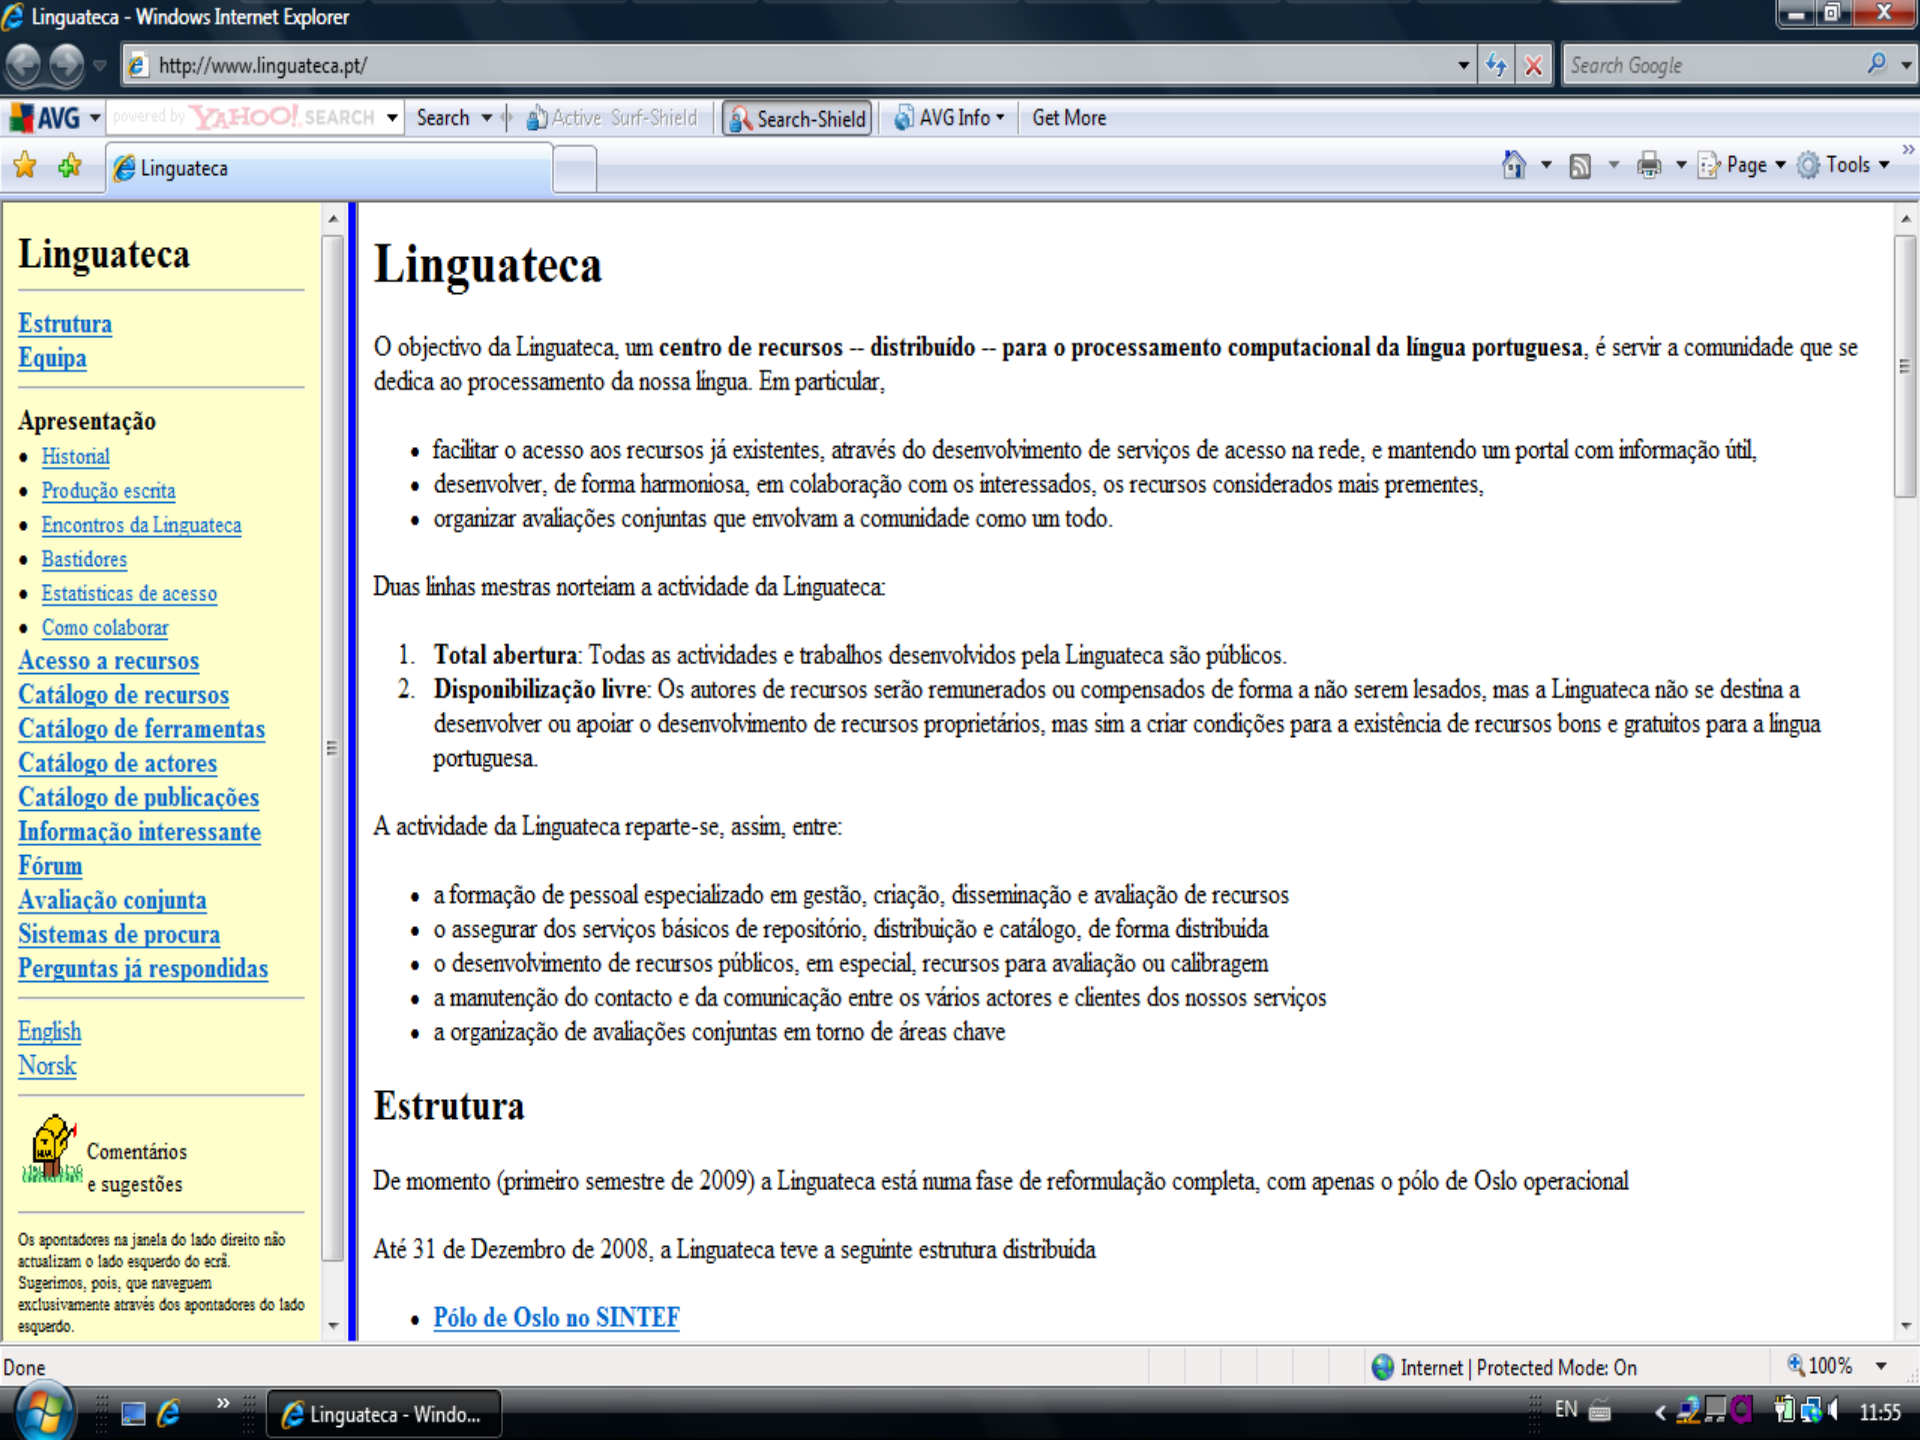 Linguateca - Windows Internet Explorer
http://www.linguateca.pt/
Search Google
AVG powered by YAHOO! SEARCH Search Active Surf-Shield Search-Shield AVG Info Get More
Linguateca
Page Tools
Linguateca
Estrutura
Equipa
Apresentação
Historial
Produção escrita
Encontros da Linguateca
Bastidores
Estatísticas de acesso
Como colaborar
Acesso a recursos
Catálogo de recursos
Catálogo de ferramentas
Catálogo de actores
Catálogo de publicações
Informação interessante
Fórum
Avaliação conjunta
Sistemas de procura
Perguntas já respondidas
English
Norsk
Comentários
e sugestões
Os apontadores na janela do lado direito não
actualizam o lado esquerdo do ecrã.
Sugerimos, pois, que naveguem
exclusivamente através dos apontadores do lado
esquerdo.
Linguateca
O objectivo da Linguateca, um centro de recursos -- distribuído -- para o processamento computacional da língua portuguesa, é servir a comunidade que se
dedica ao processamento da nossa língua. Em particular,
• facilitar o acesso aos recursos já existentes, através do desenvolvimento de serviços de acesso na rede, e mantendo um portal com informação útil,
• desenvolver, de forma harmoniosa, em colaboração com os interessados, os recursos considerados mais prementes,
• organizar avaliações conjuntas que envolvam a comunidade como um todo.
Duas linhas mestras norteiam a actividade da Linguateca:
1. Total abertura: Todas as actividades e trabalhos desenvolvidos pela Linguateca são públicos.
2. Disponibilização livre: Os autores de recursos serão remunerados ou compensados de forma a não serem lesados, mas a Linguateca não se destina a
desenvolver ou apoiar o desenvolvimento de recursos proprietários, mas sim a criar condições para a existência de recursos bons e gratuitos para a língua
portuguesa.
A actividade da Linguateca reparte-se, assim, entre:
• a formação de pessoal especializado em gestão, criação, disseminação e avaliação de recursos
• o assegurar dos serviços básicos de repositório, distribuição e catálogo, de forma distribuída
• o desenvolvimento de recursos públicos, em especial, recursos para avaliação ou calibragem
• a manutenção do contacto e da comunicação entre os vários actores e clientes dos nossos serviços
• a organização de avaliações conjuntas em torno de áreas chave
Estrutura
De momento (primeiro semestre de 2009) a Linguateca está numa fase de reformulação completa, com apenas o pólo de Oslo operacional
Até 31 de Dezembro de 2008, a Linguateca teve a seguinte estrutura distribuída
• Pólo de Oslo no SINTEF
Done
Internet | Protected Mode: On
100%
Linguateca - Windo...
EN
11:55